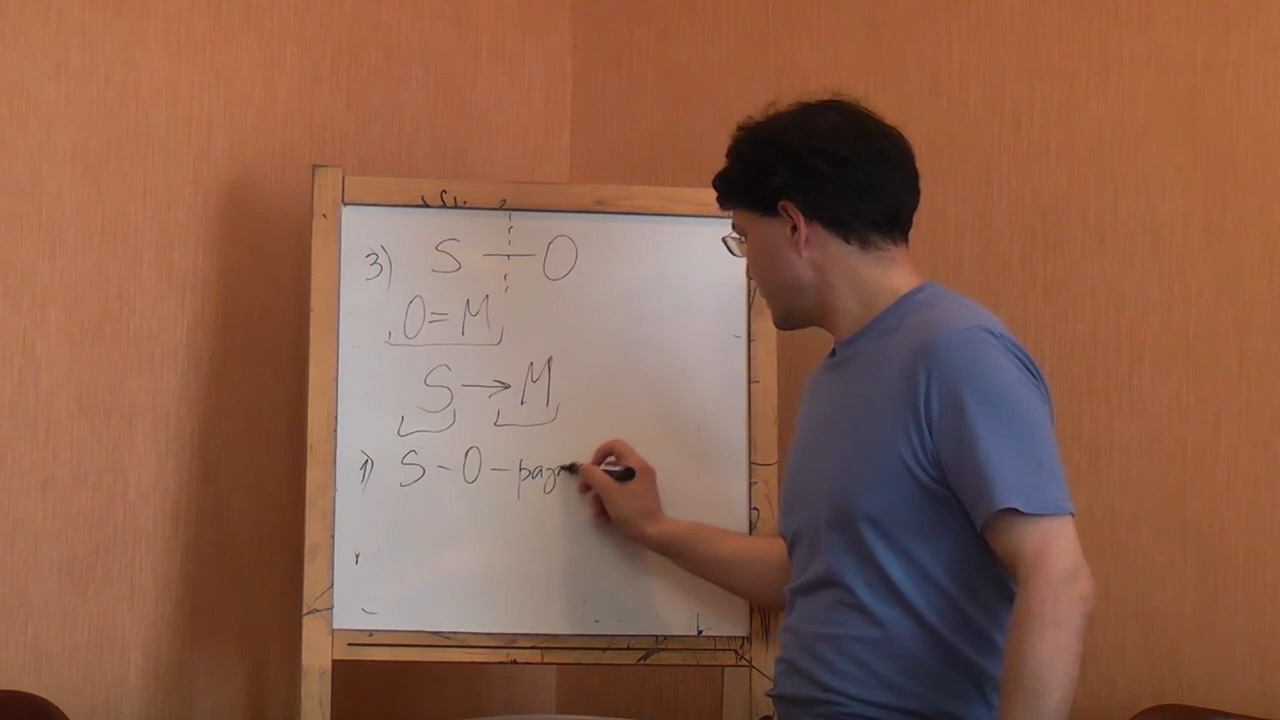 3) S — O
O = M
S → M
1) S - O - раз